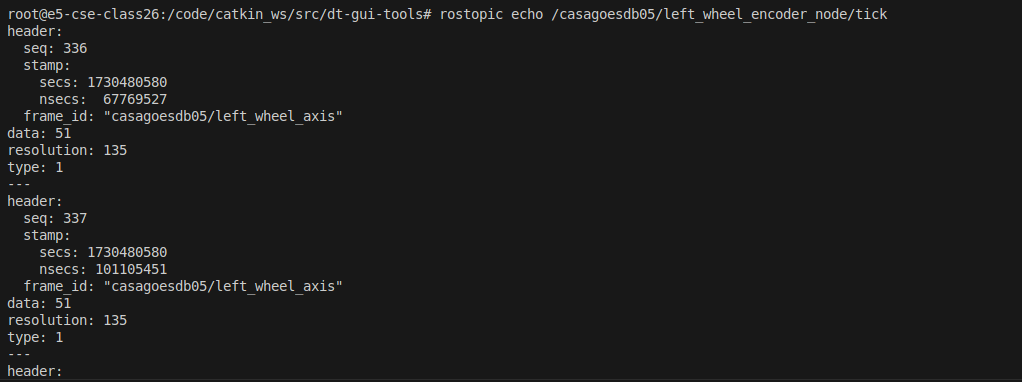 root@e5-cse-class26:/code/catkin_ws/src/dt-gui-tools# rostopic echo /casagoesdb05/left_wheel_encoder_node/tick
header:
  seq: 336
  stamp:
    secs: 1730480580
    nsecs:  67769527
  frame_id: "casagoesdb05/left_wheel_axis"
data: 51
resolution: 135
type: 1
---
header:
  seq: 337
  stamp:
    secs: 1730480580
    nsecs: 101105451
  frame_id: "casagoesdb05/left_wheel_axis"
data: 51
resolution: 135
type: 1
---
header: